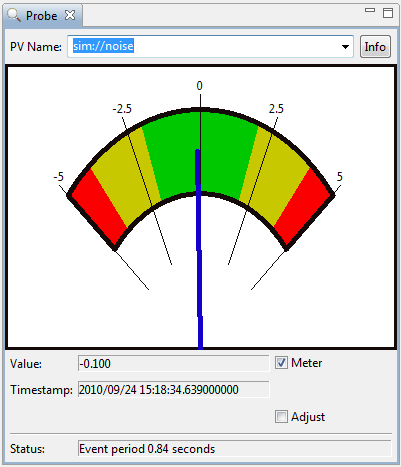 Probe
PV Name: sim://noise Info
0
-2.5 2.5
-5 5
Value: -0.100 Meter
Timestamp: 2010/09/24 15:18:34.639000000
Adjust
Status: Event period 0.84 seconds